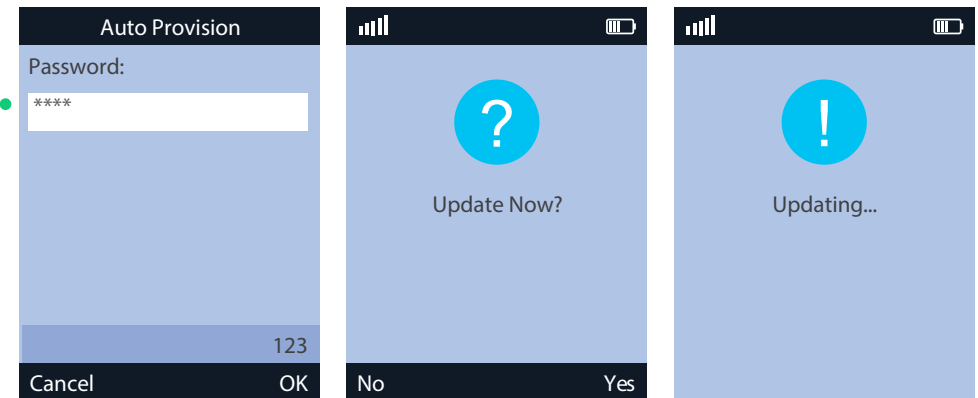 Auto Provision
Password:
****
123
Cancel OK
?
Update Now?
No Yes
!
Updating...